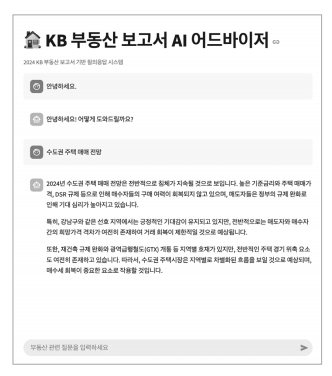 KB 부동산 보고서 AI 어드바이저
2024 KB 부동산 보고서 기반 질의응답 시스템
안녕하세요.
안녕하세요! 어떻게 도와드릴까요?
수도권 주택 매매 전망
2024년 수도권 주택 매매 전망은 전반적으로 침체가 지속될 것으로 보입니다. 높은 기준금리와 주택 매매가
격, DSR 규제 등으로 인해 매수자들의 구매 여력이 회복되지 않고 있으며, 매도자들은 정부의 규제 완화로
인해 기대 심리가 높아지고 있습니다.
특히, 강남구와 같은 선호 지역에서는 긍정적인 기대감이 유지되고 있지만, 전반적으로는 매도자와 매수자
간의 희망가격 격차가 여전히 존재하여 거래 회복이 제한적일 것으로 예상됩니다.
또한, 재건축 규제 완화와 광역급행철도(GTX) 개통 등 지역별 호재가 있지만, 전반적인 주택 경기 위축 요소
도 여전히 존재하고 있습니다. 따라서, 수도권 주택시장은 지역별로 차별화된 흐름을 보일 것으로 예상되며,
매수세 회복이 중요한 요소로 작용할 것입니다.
부동산 관련 질문을 입력하세요